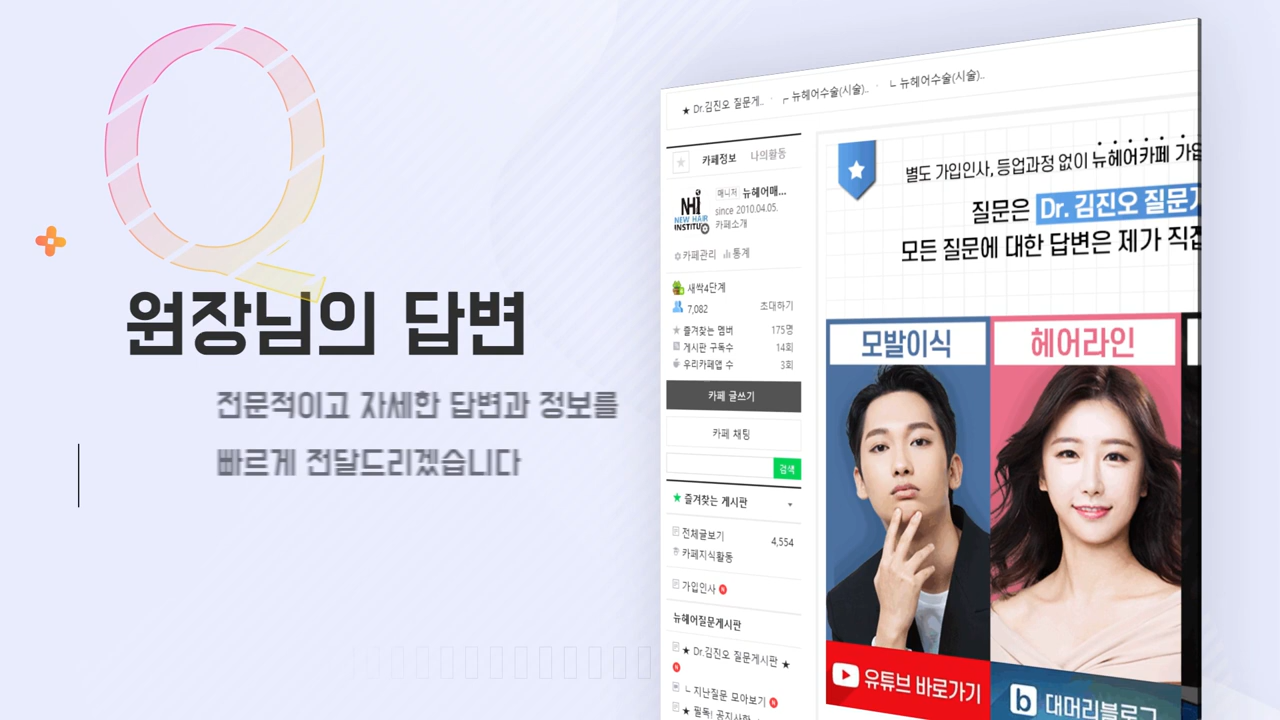 Q
원장님의 답변
전문적이고 자세한 답변과 정보를
빠르게 전달드리겠습니다
★ Dr.김진오 질문게.. · ┌ 뉴헤어수술(시술).. · ㄴ 뉴헤어수술(시술)..
카페정보 나의활동
NHI
NEW HAIR
INSTITU
매니저 뉴헤어매...
since 2010.04.05.
카페소개
카페관리 통계
새싹4단계
7,082 초대하기
즐겨찾는 멤버 175명
게시판 구독수 14회
우리카페앱 수 3회
카페 글쓰기
카페 채팅
검색
★ 즐겨찾는 게시판
전체글보기 4,554
카페지식활동
가입인사 N
뉴헤어질문게시판
★ Dr.김진오 질문게시판 ★
N
ㄴ 지난질문 모아보기 N
★ 필독! 공지사항
별도 가입인사, 등업과정 없이 뉴헤어카페 가입
질문은 Dr. 김진오 질문
모든 질문에 대한 답변은 제가 직접
모발이식
헤어라인
유튜브 바로가기
b 대머리블로그